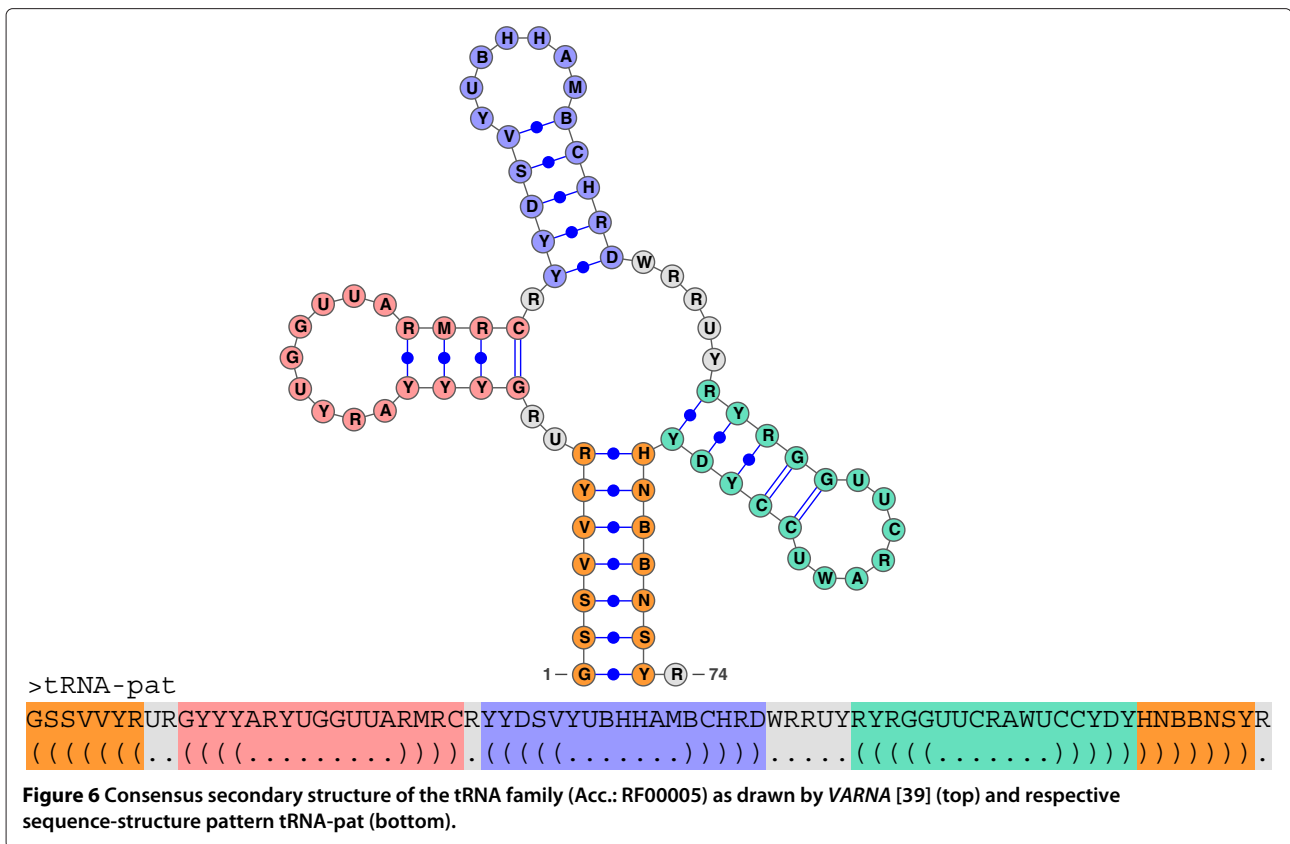 H H
B A
U M
Y B
V C
S H
D R
Y D W
Y R
U U A R R
G R M R C U
G Y
U Y Y Y G R
Y R A R Y
U Y R
R H D G
Y N Y G U U
V B C C C
V B U W A R
S N
S S
1 G Y R 74
>tRNA-pat
GSSVVYRURGYYYARYUGGUUARMRCRYYDSVYUBHHAMBCHRDWRRUYRYRGGUUCRAWUCCYDYHNBBNSYR
(((((((..((((.........)))).(((((.......))))).....(((((.......)))))))))))).
Figure 6 Consensus secondary structure of the tRNA family (Acc.: RF00005) as drawn by VARNA [39] (top) and respective
sequence-structure pattern tRNA-pat (bottom).